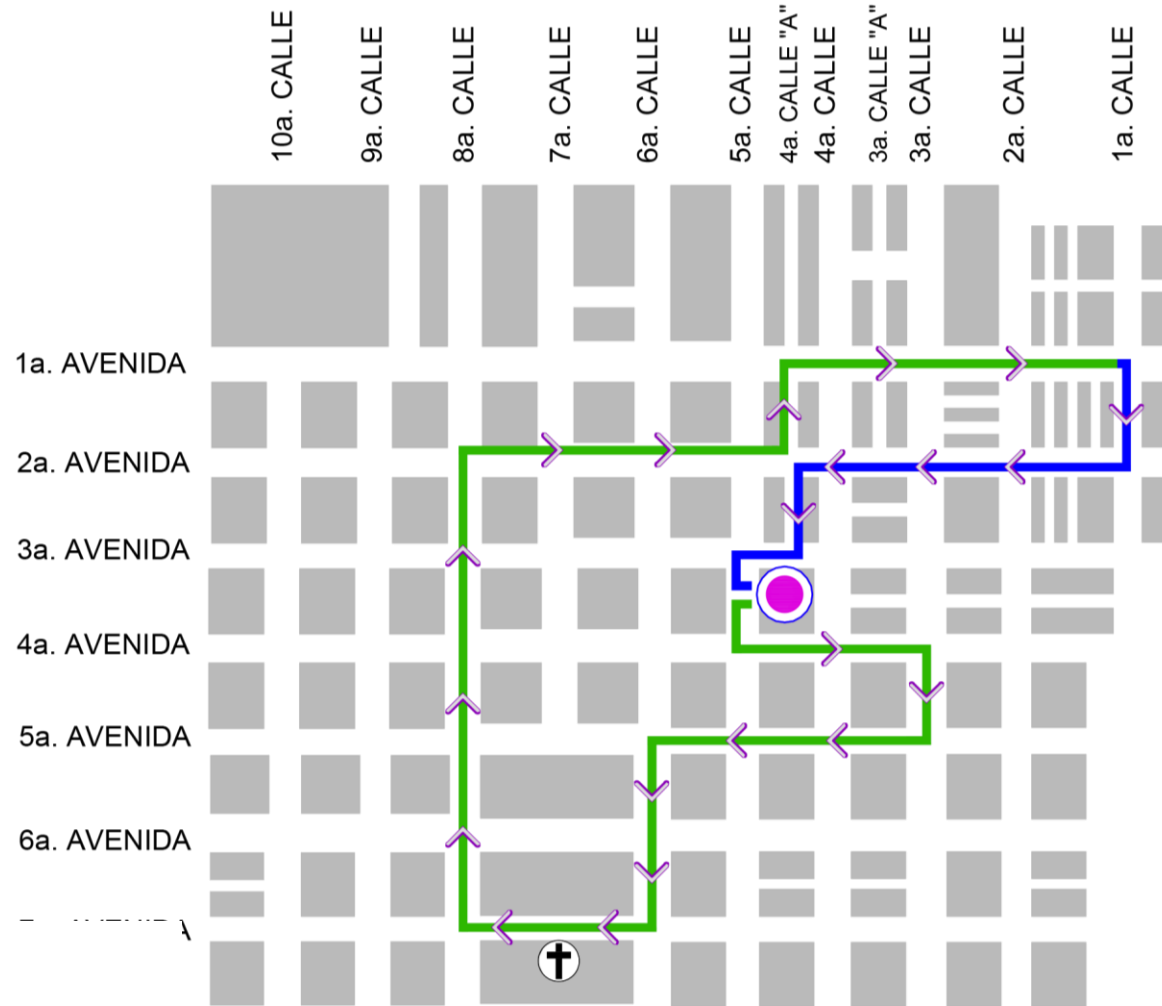 10a. CALLE
9a. CALLE
8a. CALLE
7a. CALLE
6a. CALLE
5a. CALLE
4a. CALLE "A"
4a. CALLE
3a. CALLE "A"
3a. CALLE
2a. CALLE
1a. CALLE
1a. AVENIDA
2a. AVENIDA
3a. AVENIDA
4a. AVENIDA
5a. AVENIDA
6a. AVENIDA